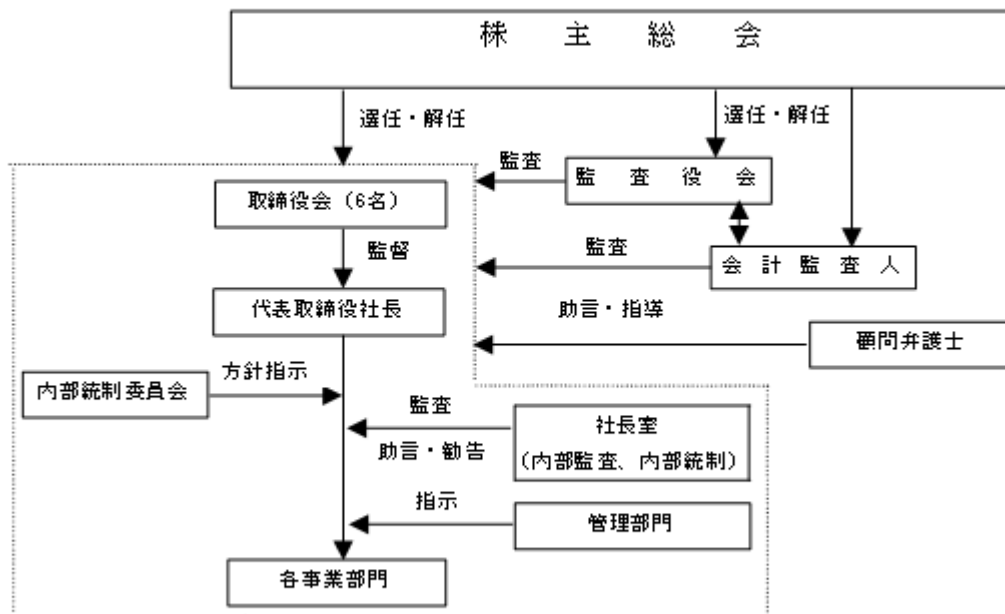 株主総会
選任・解任
選任・解任
監査
監査役会
取締役会（6名）
監督
監査
会計監査人
代表取締役社長
助言・指導
顧問弁護士
内部統制委員会
方針指示
監査
助言・勧告
社長室
（内部監査、内部統制）
指示
管理部門
各事業部門